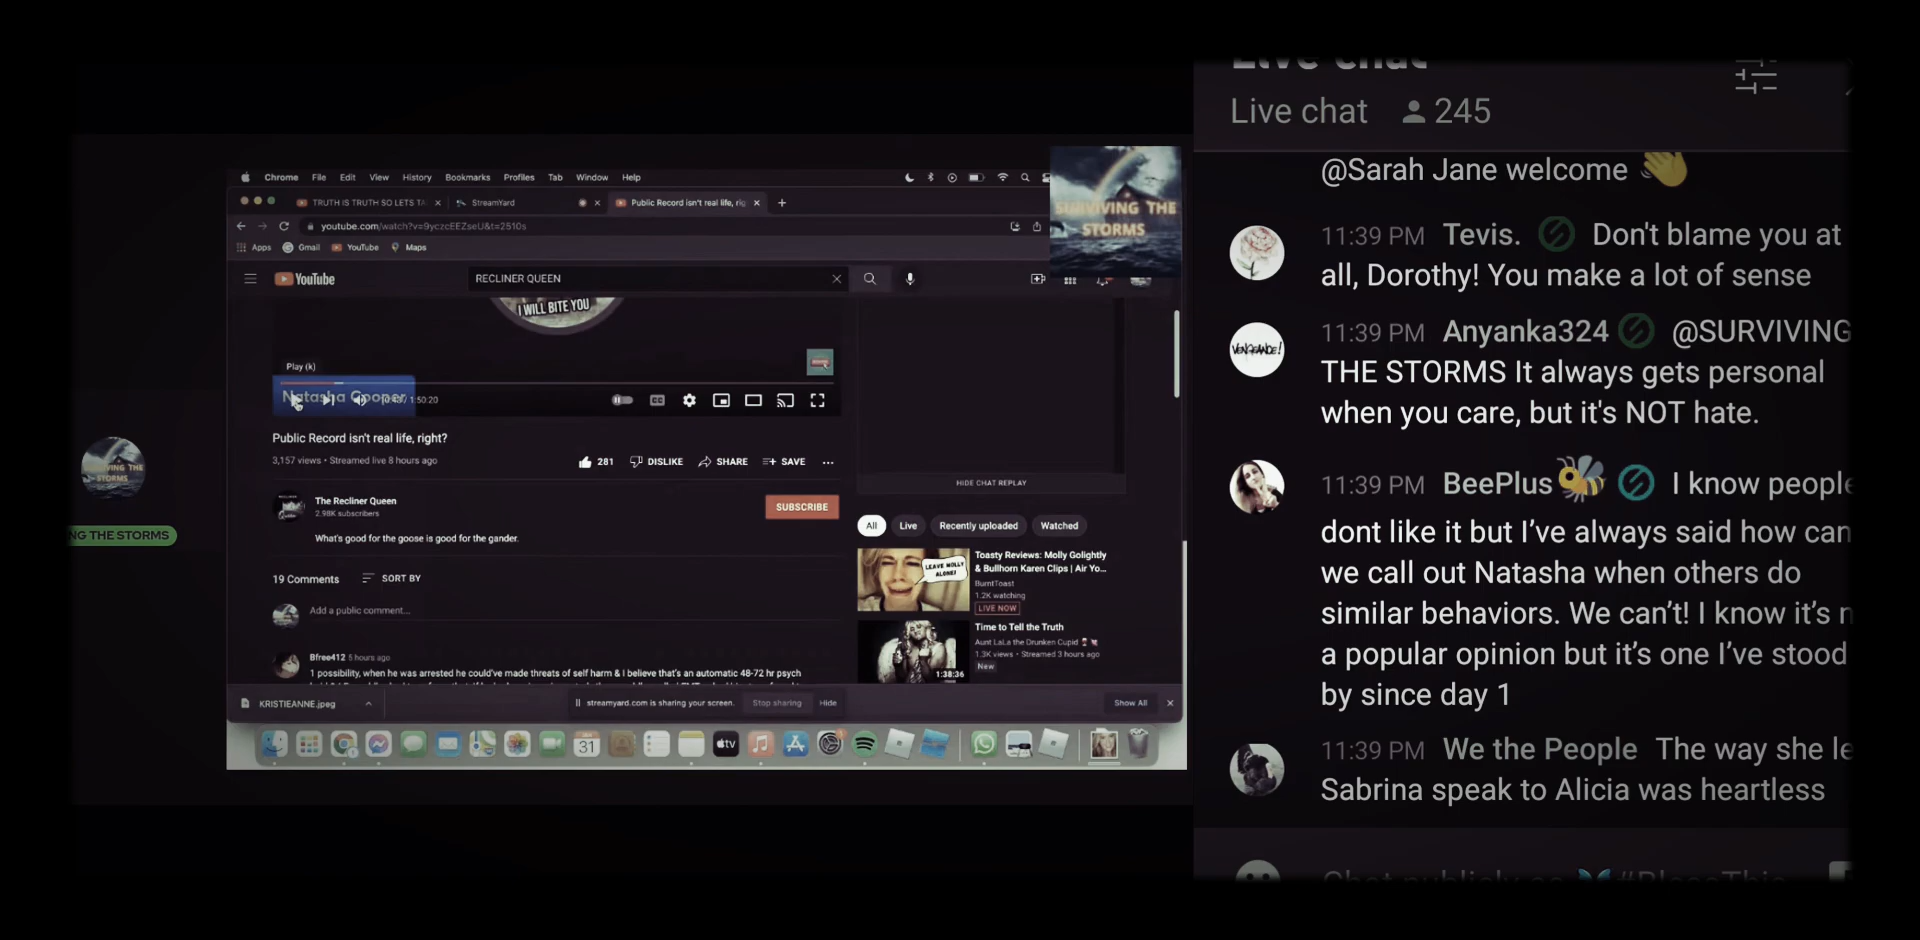 Live chat
Live chat 245
@Sarah Jane welcome
11:39 PM Tevis. Don't blame you at
all, Dorothy! You make a lot of sense
11:39 PM Anyanka324 @SURVIVING
THE STORMS It always gets personal
when you care, but it's NOT hate.
11:39 PM BeePlus I know people
dont like it but I've always said how can
we call out Natasha when others do
similar behaviors. We can't! I know it's n
a popular opinion but it's one I've stood
by since day 1
11:39 PM We the People The way she le
Sabrina speak to Alicia was heartless
Chat publicly as #BlessThis
VENGEANCE!
Chrome File Edit View History Bookmarks Profiles Tab Window Help
TRUTH IS TRUTH SO LETS TA
StreamYard
Public Record isn't real life, rig
youtube.com/watch?v=9yczcEEZseU&t=2510s
Apps Gmail YouTube Maps
SURVIVING THE
STORMS
YouTube
RECLINER QUEEN
I WILL BITE YOU
Play (k)
Natasha Cooper
1:50:20
CC
Public Record isn't real life, right?
3,157 views • Streamed live 8 hours ago
281 DISLIKE SHARE SAVE
The Recliner Queen
2.98K subscribers
SUBSCRIBE
What's good for the goose is good for the gander.
19 Comments SORT BY
Add a public comment...
Bfree412 5 hours ago
1 possibility, when he was arrested he could've made threats of self harm & I believe that's an automatic 48-72 hr psych
HIDE CHAT REPLAY
All Live Recently uploaded Watched
LEAVE MOLLY
ALONE!
Toasty Reviews: Molly Golightly
& Bullhorn Karen Clips | Air Yo...
BurntToast
1.2K watching
LIVE NOW
Time to Tell the Truth
Aunt LaLa the Drunken Cupid
1.3K views • Streamed 3 hours ago
New
1:38:36
KRISTIEANNE.jpeg
streamyard.com is sharing your screen. Stop sharing Hide
Show All
31
tv
VING THE
STORMS
NG THE STORMS